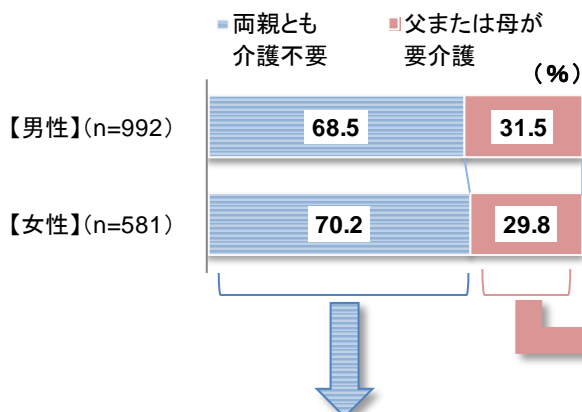 両親とも
介護不要
父または母が
要介護
(%)
【男性】(n=992)
68.5
31.5
【女性】(n=581)
70.2
29.8